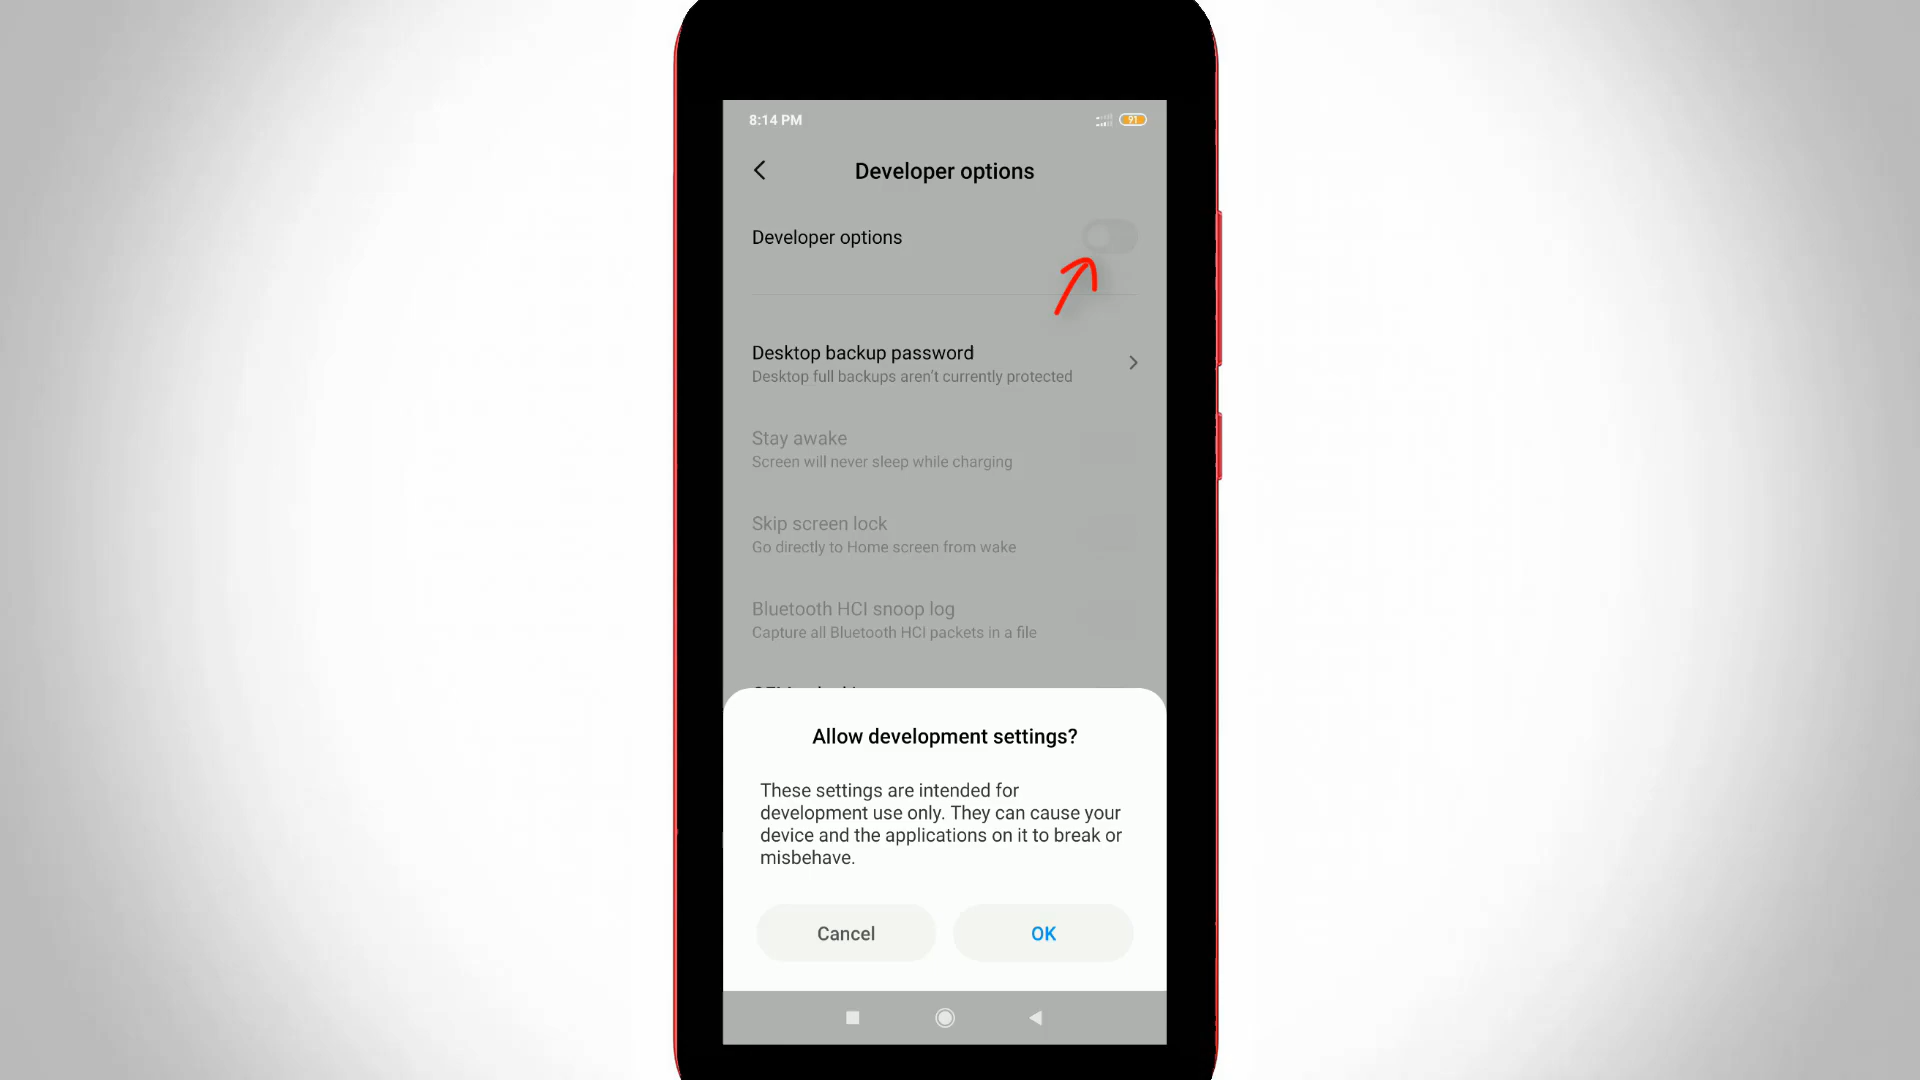 8:14 PM
91
Developer options
Developer options
Desktop backup password
Desktop full backups aren't currently protected
Stay awake
Screen will never sleep while charging
Skip screen lock
Go directly to Home screen from wake
Bluetooth HCI snoop log
Capture all Bluetooth HCI packets in a file
Allow development settings?
These settings are intended for
development use only. They can cause your
device and the applications on it to break or
misbehave.
Cancel
OK